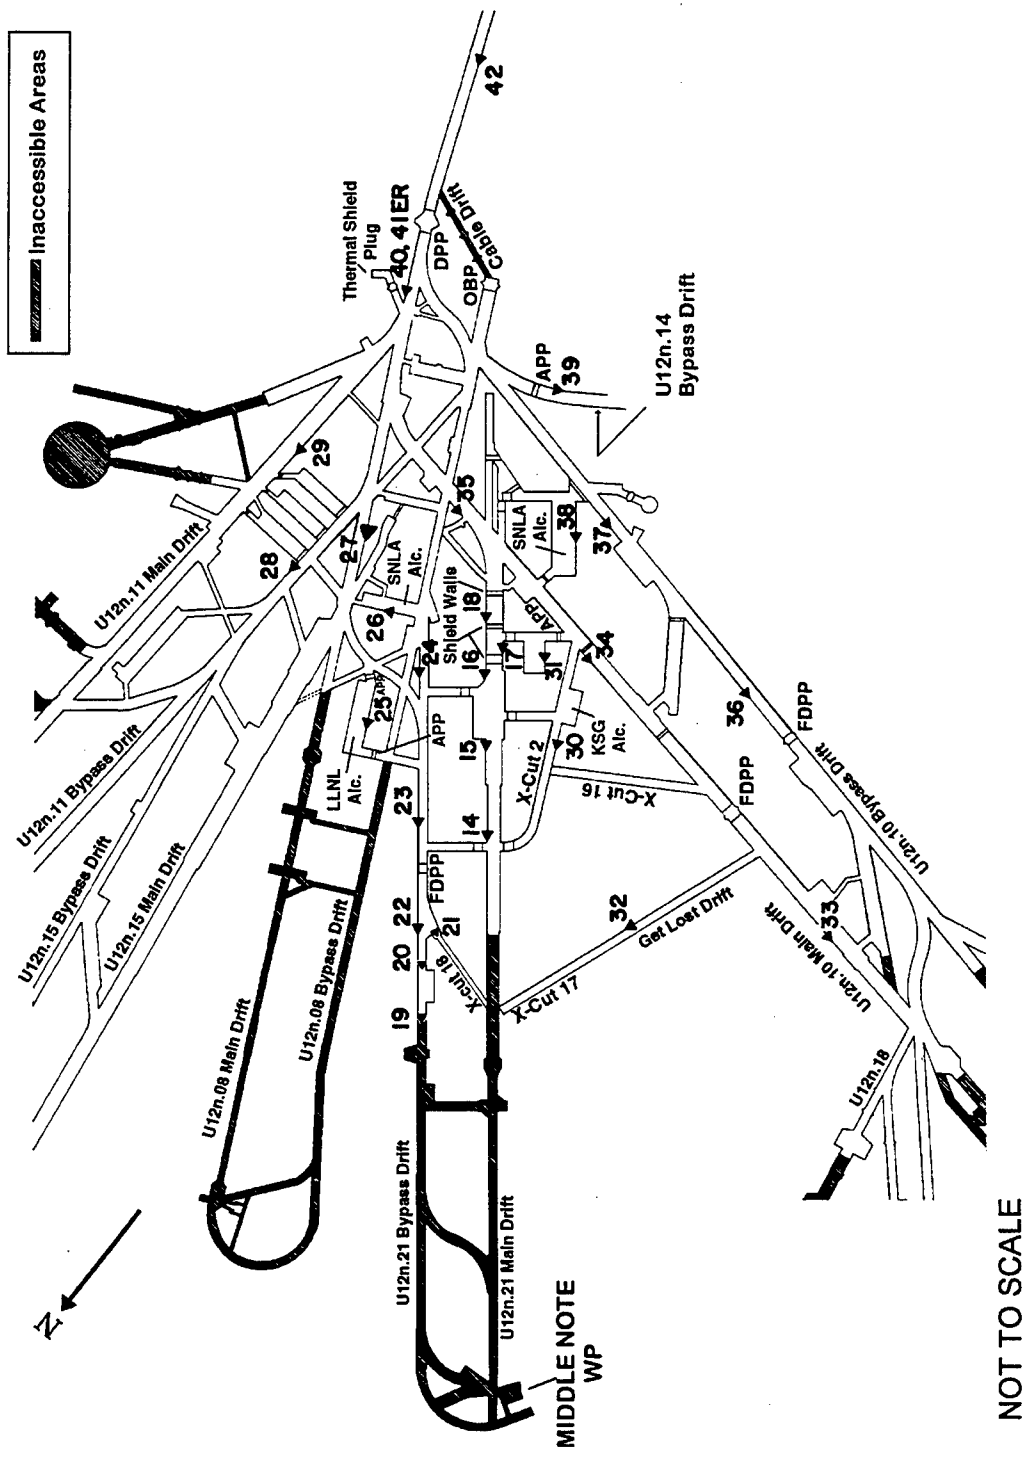 Inaccessible Areas
42
Thermal Shield
Plug
40, 41ER
DPP
Cable Drift
OBP
U12n.14
Bypass Drift
APP
39
29
28
27
U12n.11 Main Drift
SNLA
Alc.
35
SNLA
Alc.
38
37
26
Shield Walls
18
APP
24
16
17
31
34
25
APP
APP
LLNL
Alc.
U12n.11 Bypass Drift
15
KSG
Alc.
30
36
FDPP
X-Cut 2
X-Cut 16
FDPP
23
14
U12n.10 Bypass Drift
U12n.15 Bypass Drift
U12n.15 Main Drift
FDPP
22
21
20
19
X-cut 18
32
Get Lost Drift
X-Cut 17
33
U12n.10 Main Drift
U12n.08 Bypass Drift
U12n.08 Main Drift
U12n.18
U12n.21 Bypass Drift
U12n.21 Main Drift
N
MIDDLE NOTE
WP
NOT TO SCALE